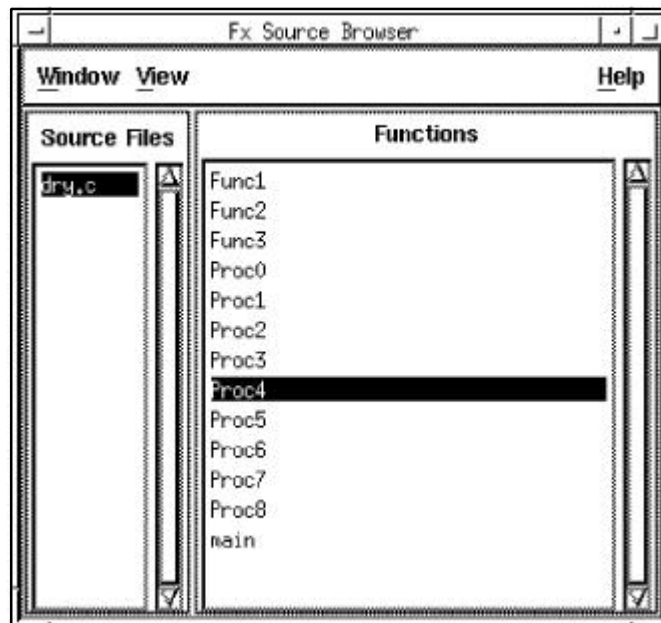 Fx Source Browser
Window View Help
Source Files
dry.c
Functions
Func1
Func2
Func3
Proc0
Proc1
Proc2
Proc3
Proc4
Proc5
Proc6
Proc7
Proc8
main